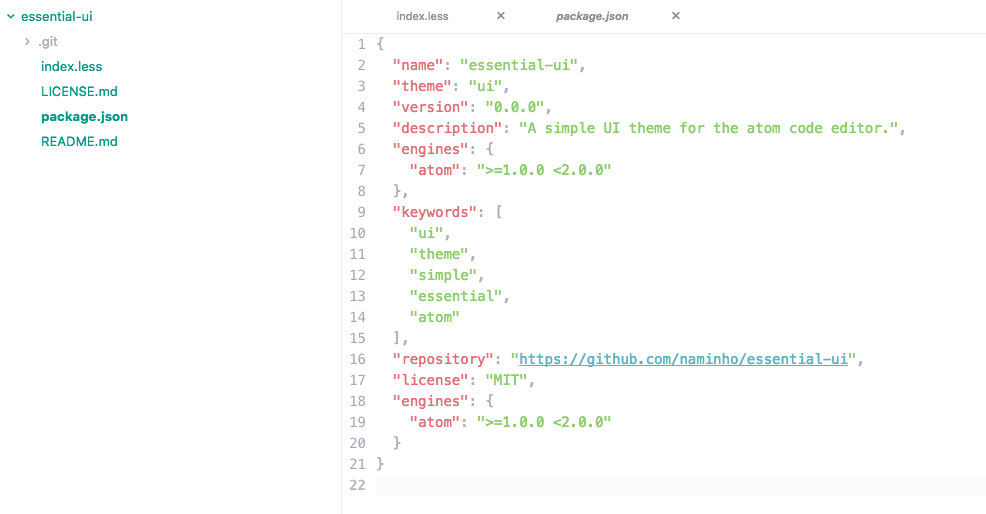 essential-ui
.git
index.less
LICENSE.md
package.json
README.md
index.less ✕ package.json ✕
1 {
2 "name": "essential-ui",
3 "theme": "ui",
4 "version": "0.0.0",
5 "description": "A simple UI theme for the atom code editor.",
6 "engines": {
7 "atom": ">=1.0.0 <2.0.0"
8 },
9 "keywords": [
10 "ui",
11 "theme",
12 "simple",
13 "essential",
14 "atom"
15 ],
16 "repository": "https://github.com/naminho/essential-ui",
17 "license": "MIT",
18 "engines": {
19 "atom": ">=1.0.0 <2.0.0"
20 }
21 }
22